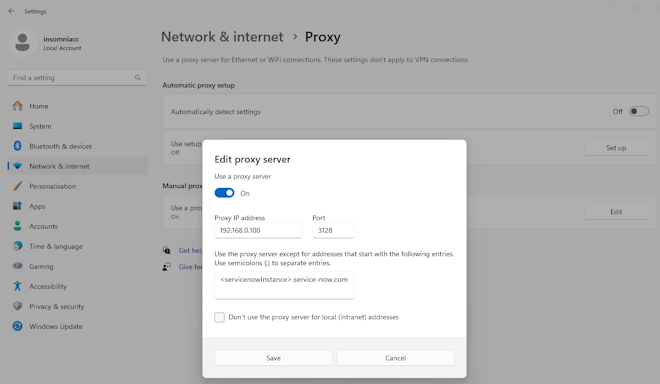 Settings
insomniacc
Local Account
Find a setting
Home
System
Bluetooth & devices
Network & internet
Personalisation
Apps
Accounts
Time & language
Gaming
Accessibility
Privacy & security
Windows Update
Network & internet > Proxy
Use a proxy server for Ethernet or WiFi connections. These settings don't apply to VPN connections.
Automatic proxy setup
Automatically detect settings
Off
Use setup
Off
Set up
Manual prox
Use a pro
On
Edit
Get help
Give fee
Edit proxy server
Use a proxy server
On
Proxy IP address
Port
192.168.0.100
3128
Use the proxy server except for addresses that start with the following entries.
Use semicolons (;) to separate entries.
<servicenowInstance>.service-now.com
Don't use the proxy server for local (intranet) addresses
Save
Cancel